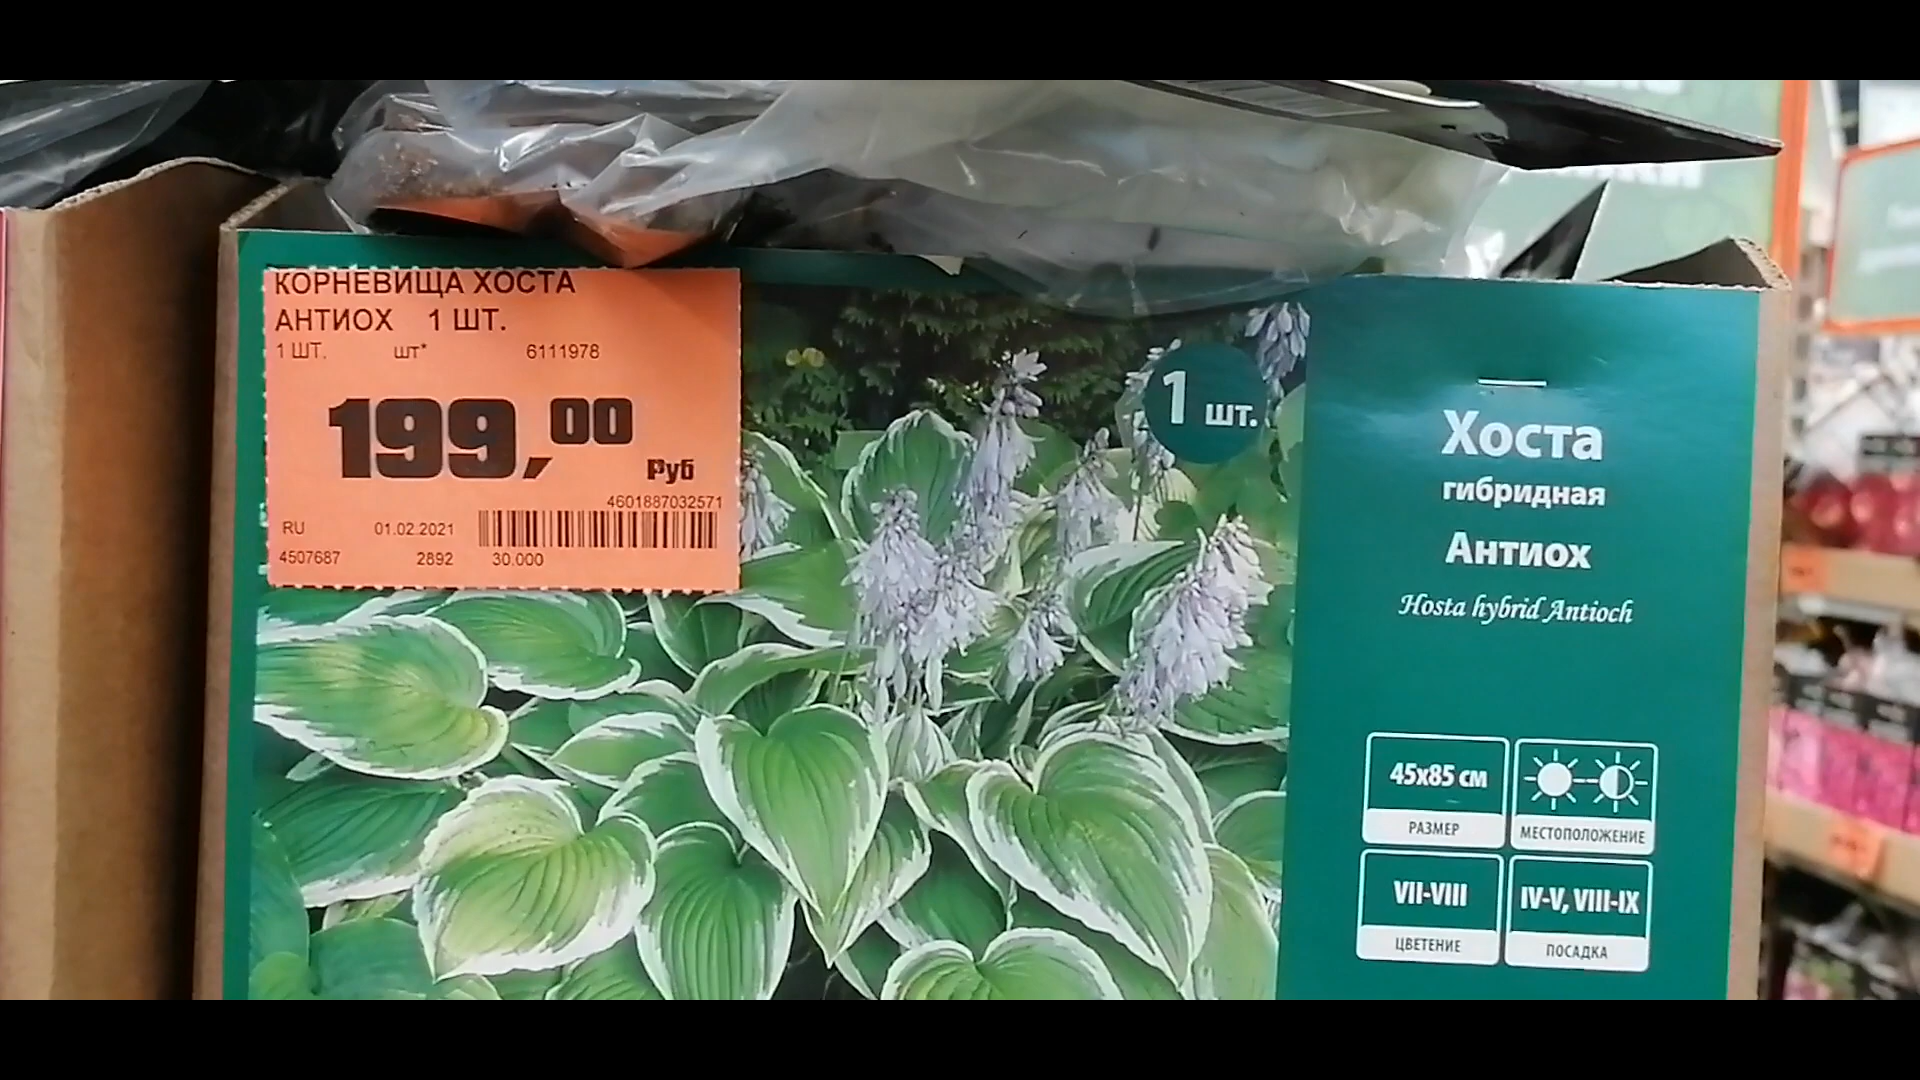 КОРНЕВИЩА ХОСТА
АНТИОХ 1 ШТ.
1 ШТ. шт* 6111978
199,00
Руб
4601887032571
RU 01.02.2021
4507687 2892 30.000
1 шт.
Хоста
гибридная
Антиох
Hosta hybrid Antioch
45x85 см
РАЗМЕР
МЕСТОПОЛОЖЕНИЕ
VII-VIII
ЦВЕТЕНИЕ
IV-V, VIII-IX
ПОСАДКА